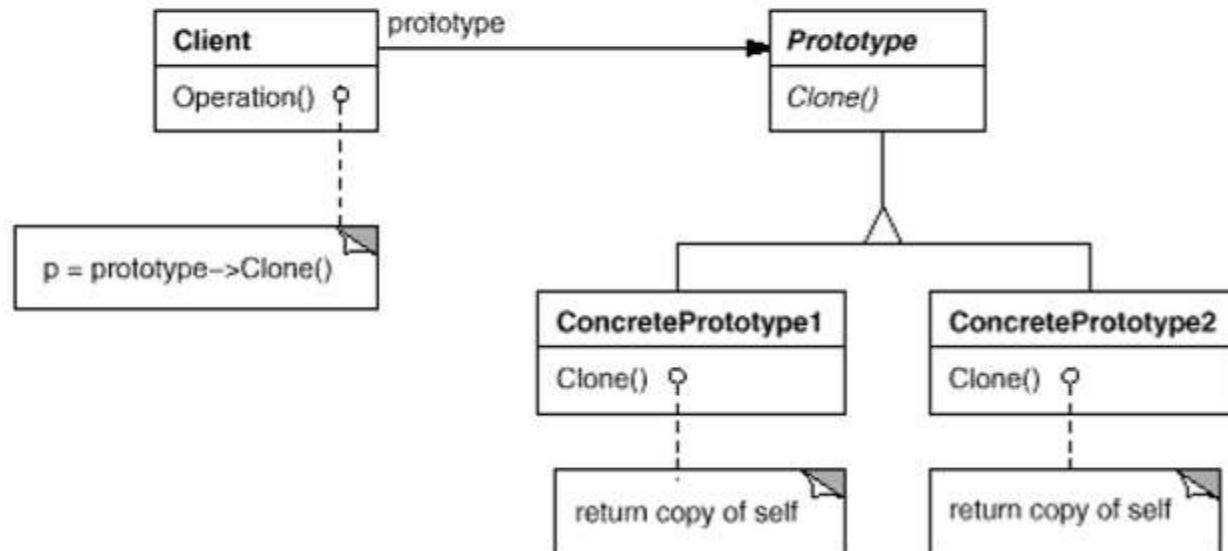 Client
prototype
Prototype
Operation()
Clone()
p = prototype->Clone()
ConcretePrototype1
ConcretePrototype2
Clone()
Clone()
return copy of self
return copy of self